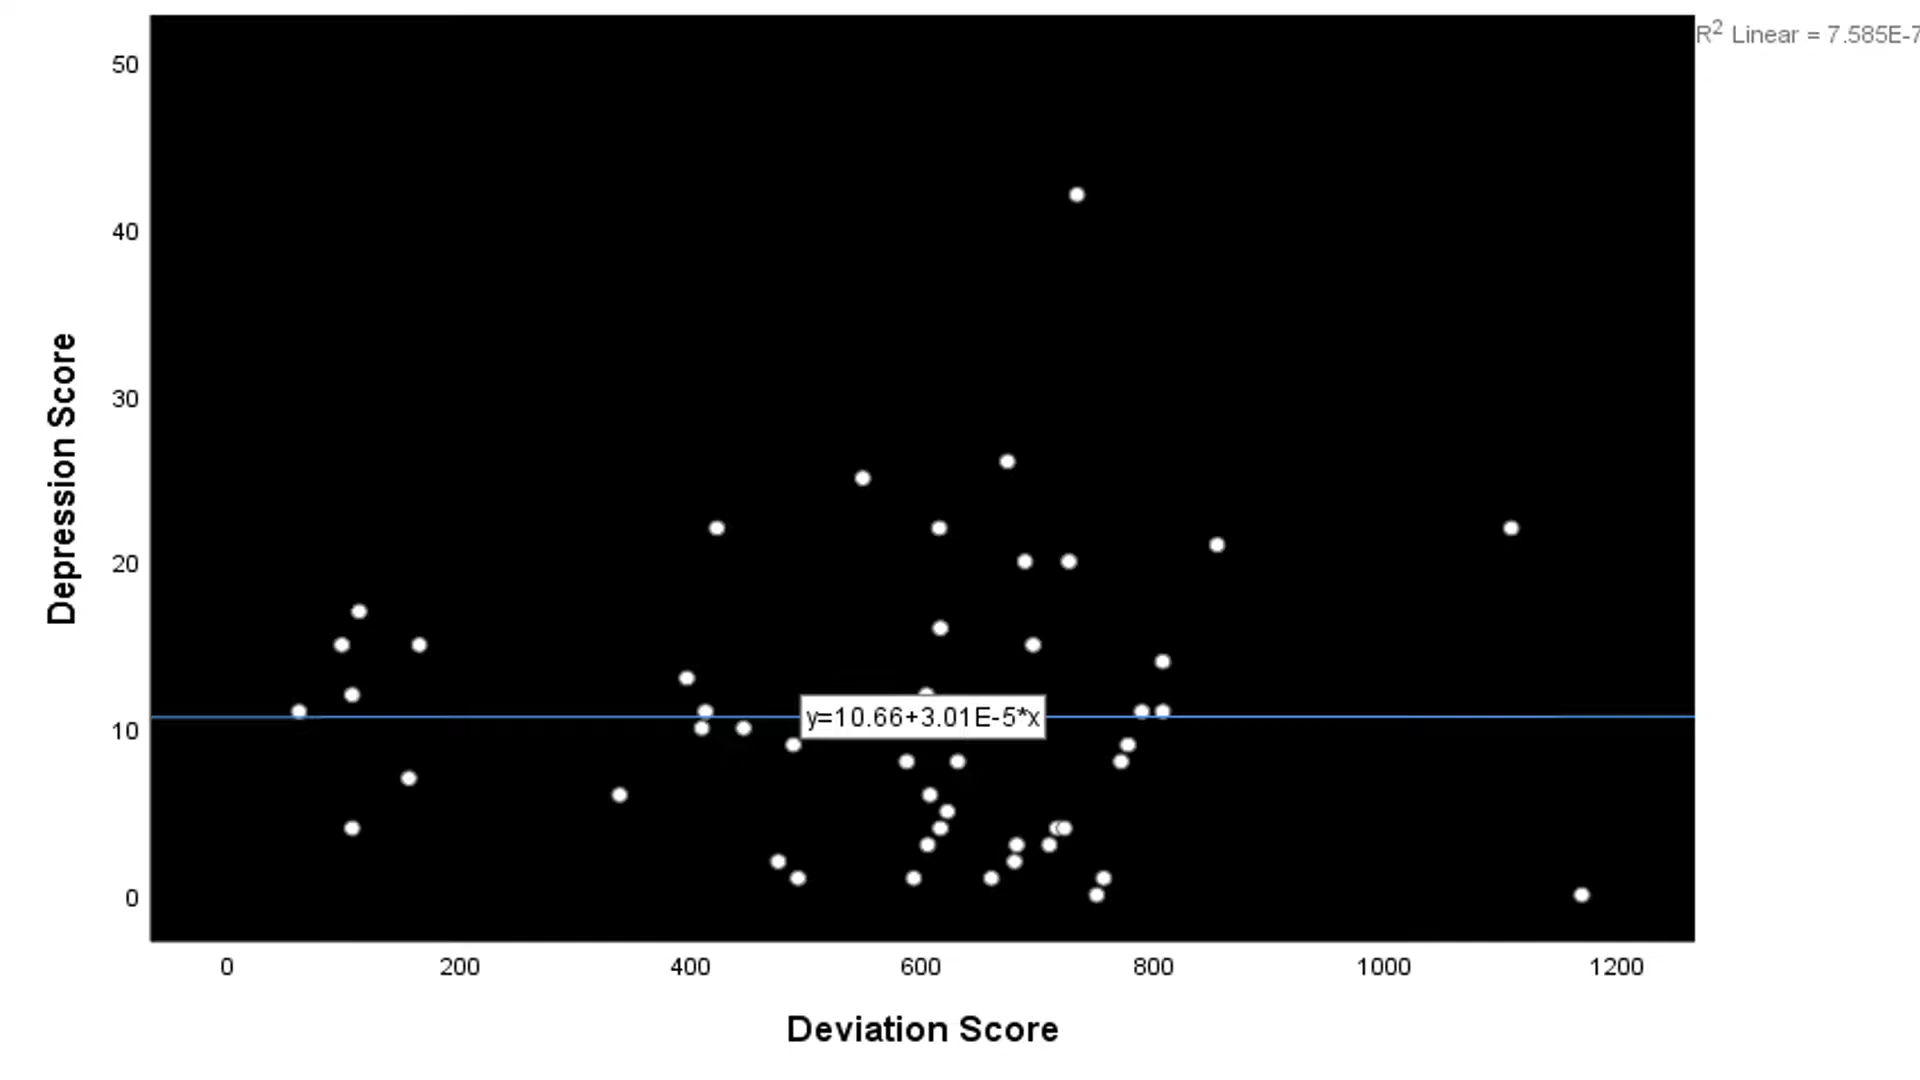 R2 Linear = 7.585E-7
50
40
30
20
10
0
Depression Score
y=10.66+3.01E-5*x
0 200 400 600 800 1000 1200
Deviation Score